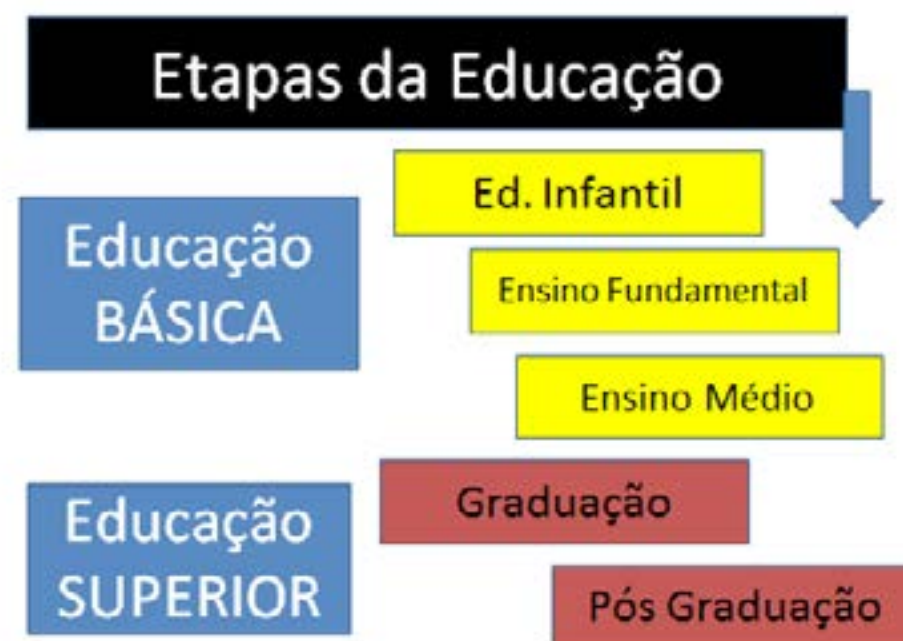 Etapas da Educação
Educação
BÁSICA
Ed. Infantil
Ensino Fundamental
Ensino Médio
Educação
SUPERIOR
Graduação
Pós Graduação